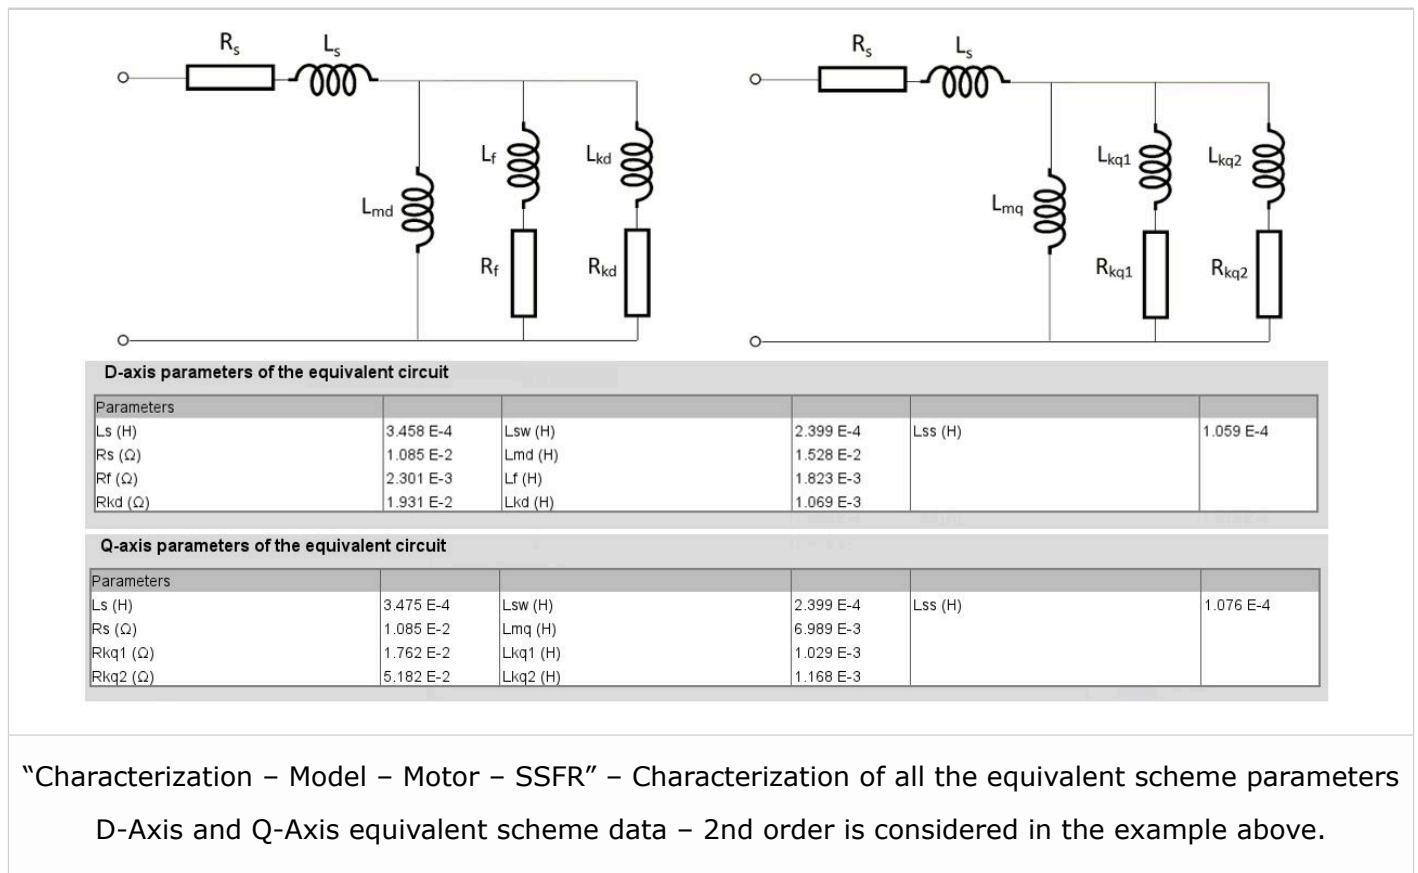 Rs Ls Rs Ls
Lf Lkd Lkq1 Lkq2
Lmd Lmq
Rf Rkd Rkq1 Rkq2
D-axis parameters of the equivalent circuit
Parameters
Ls (H) 3.458 E-4 Lsw (H) 2.399 E-4 Lss (H) 1.059 E-4
Rs (Ω) 1.085 E-2 Lmd (H) 1.528 E-2
Rf (Ω) 2.301 E-3 Lf (H) 1.823 E-3
Rkd (Ω) 1.931 E-2 Lkd (H) 1.069 E-3
Q-axis parameters of the equivalent circuit
Parameters
Ls (H) 3.475 E-4 Lsw (H) 2.399 E-4 Lss (H) 1.076 E-4
Rs (Ω) 1.085 E-2 Lmq (H) 6.989 E-3
Rkq1 (Ω) 1.762 E-2 Lkq1 (H) 1.029 E-3
Rkq2 (Ω) 5.182 E-2 Lkq2 (H) 1.168 E-3
“Characterization – Model – Motor – SSFR” – Characterization of all the equivalent scheme parameters
D-Axis and Q-Axis equivalent scheme data – 2nd order is considered in the example above.